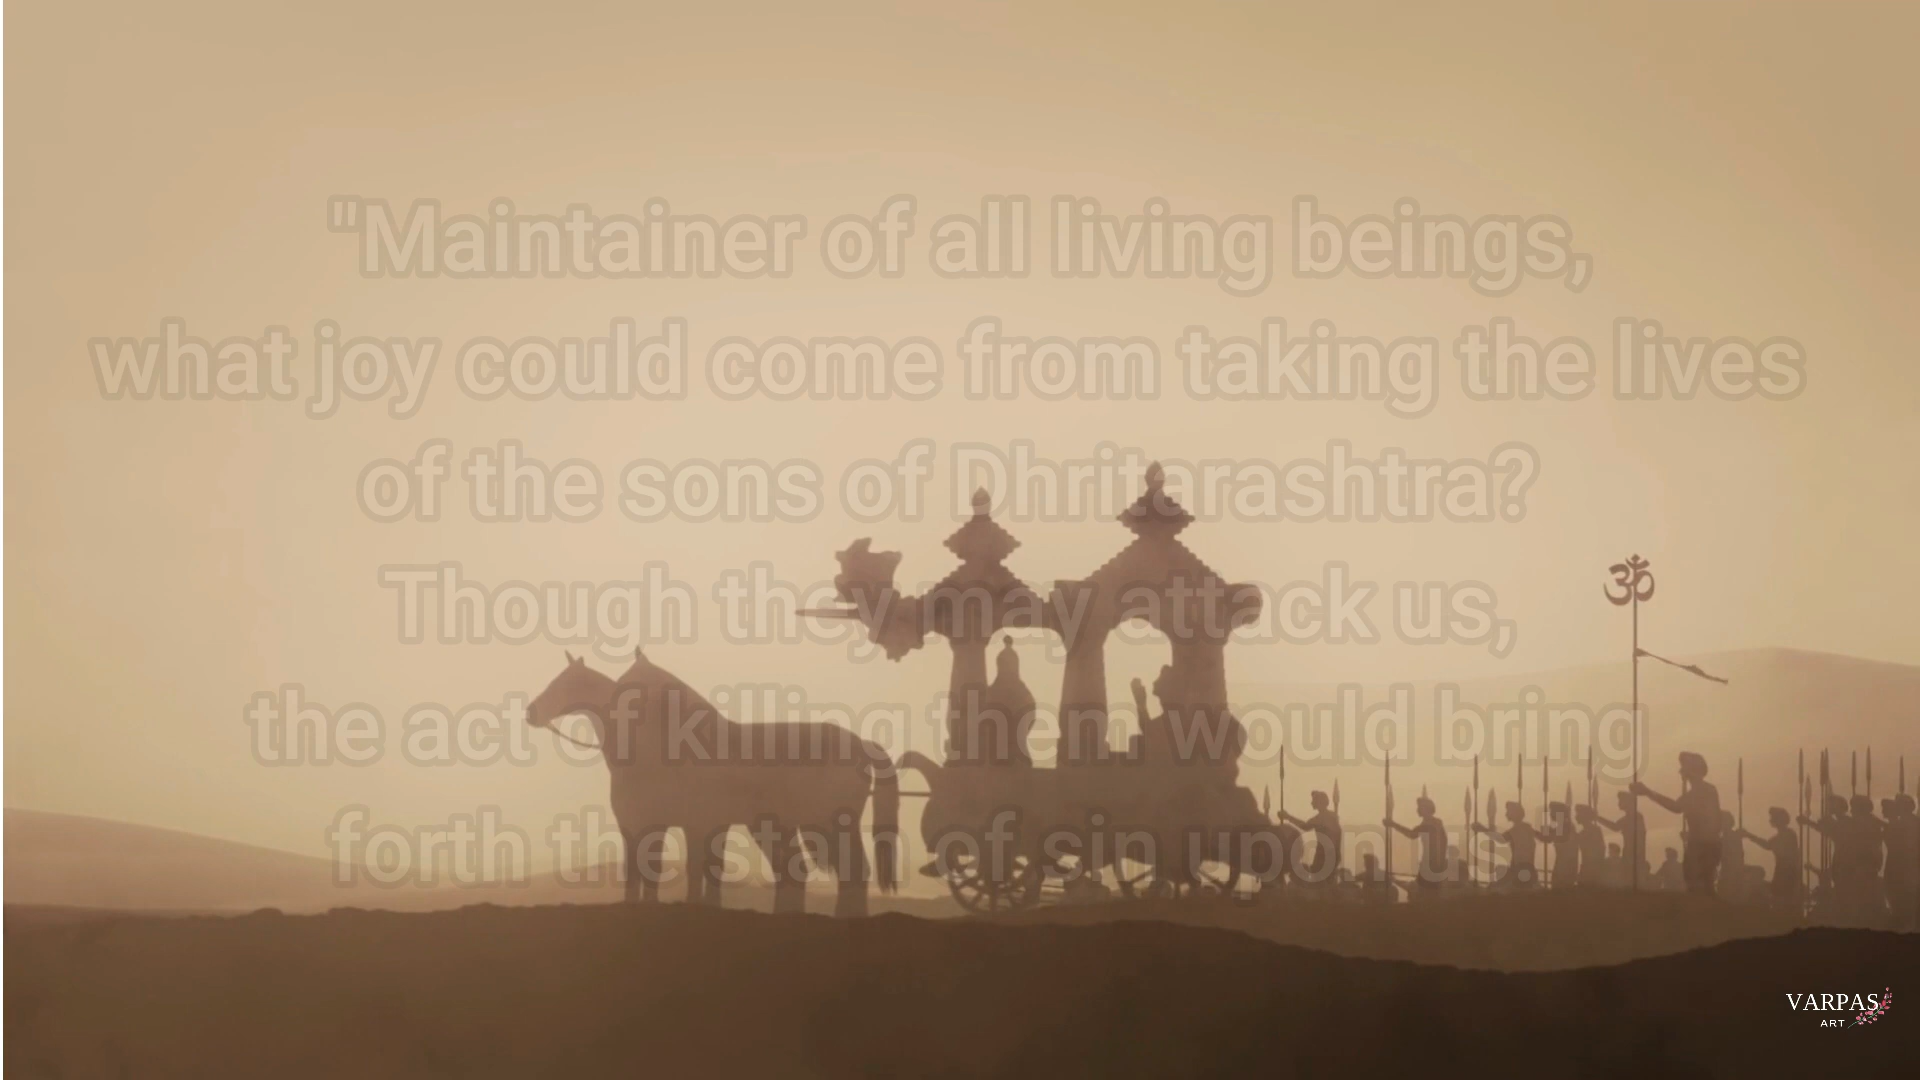 "Maintainer of all living beings,
what joy could come from taking the lives
of the sons of Dhritarashtra?
Though they may attack us,
the act of killing them would bring
forth the stain of sin upon us.
ॐ
VARPAS
ART